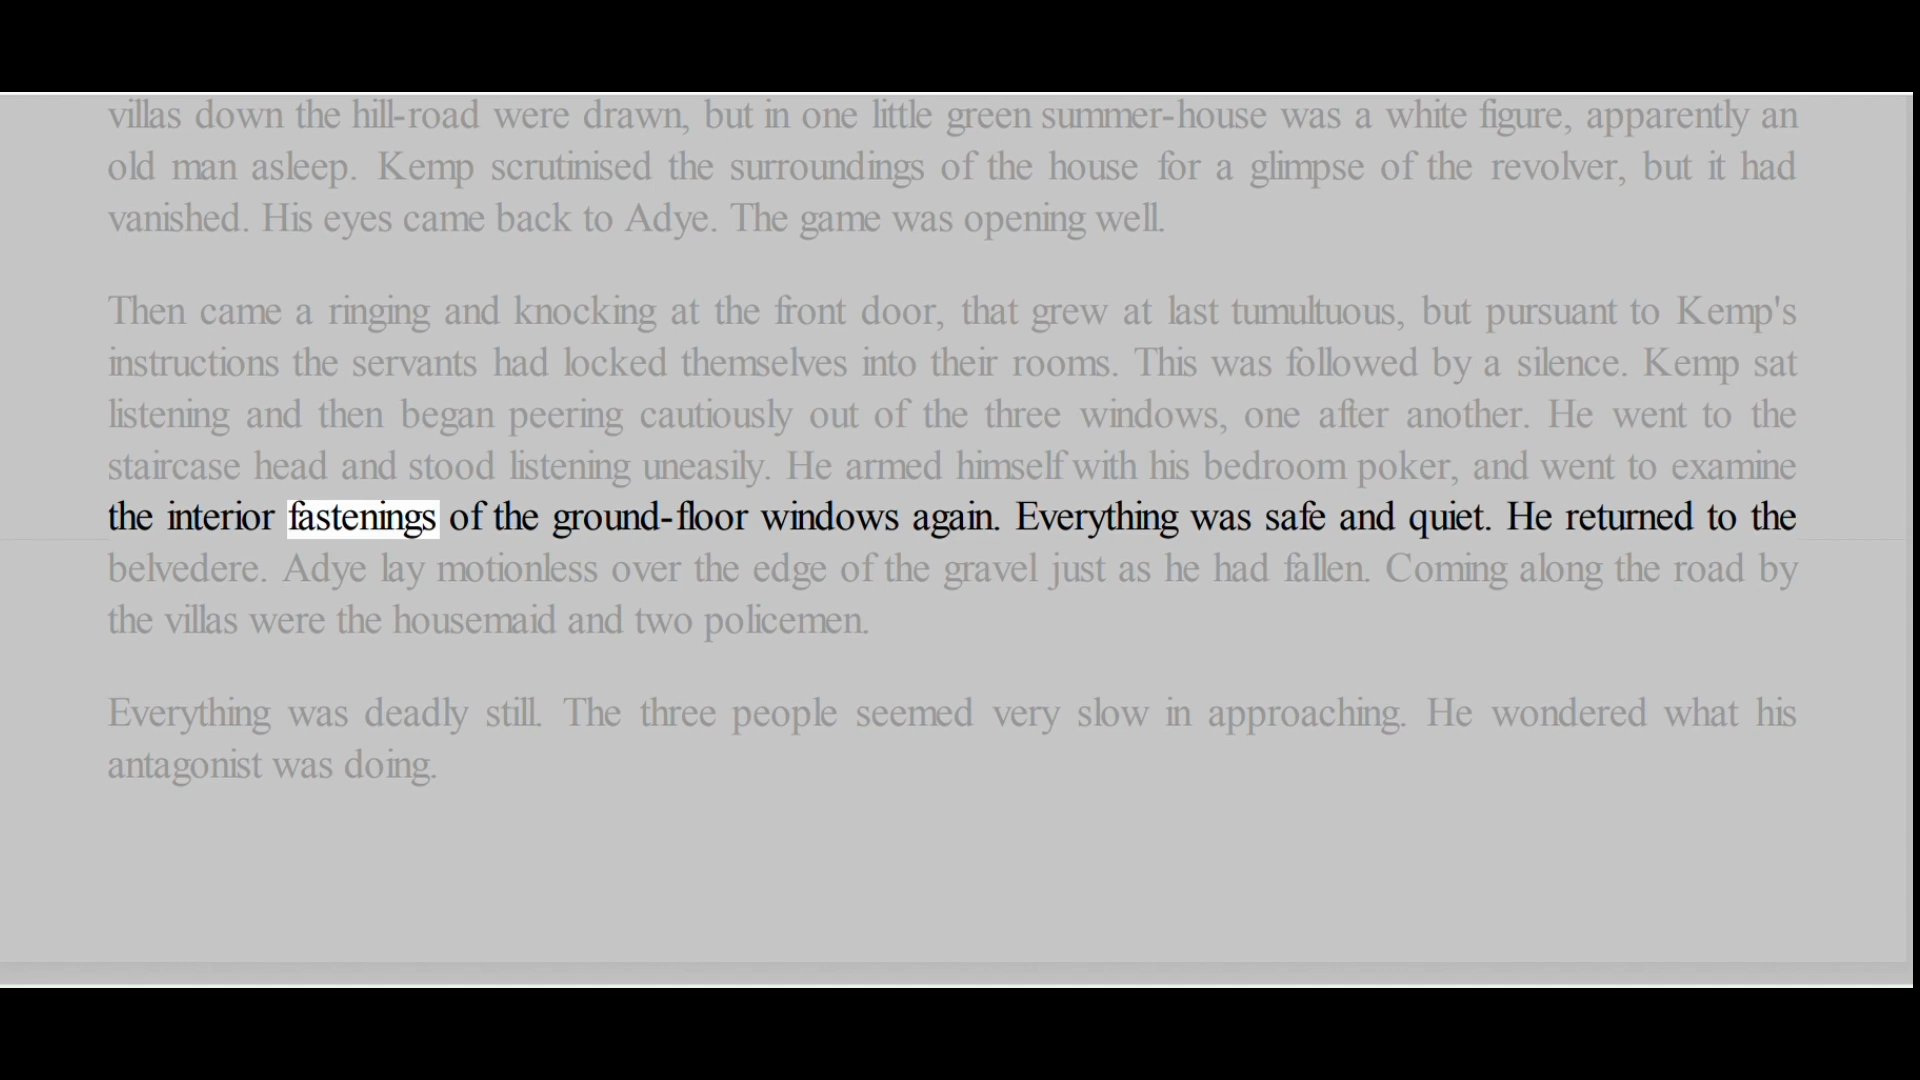 villas down the hill-road were drawn, but in one little green summer-house was a white figure, apparently an
old man asleep. Kemp scrutinised the surroundings of the house for a glimpse of the revolver, but it had
vanished. His eyes came back to Adye. The game was opening well.
Then came a ringing and knocking at the front door, that grew at last tumultuous, but pursuant to Kemp's
instructions the servants had locked themselves into their rooms. This was followed by a silence. Kemp sat
listening and then began peering cautiously out of the three windows, one after another. He went to the
staircase head and stood listening uneasily. He armed himself with his bedroom poker, and went to examine
the interior fastenings of the ground-floor windows again. Everything was safe and quiet. He returned to the
belvedere. Adye lay motionless over the edge of the gravel just as he had fallen. Coming along the road by
the villas were the housemaid and two policemen.
Everything was deadly still. The three people seemed very slow in approaching. He wondered what his
antagonist was doing.